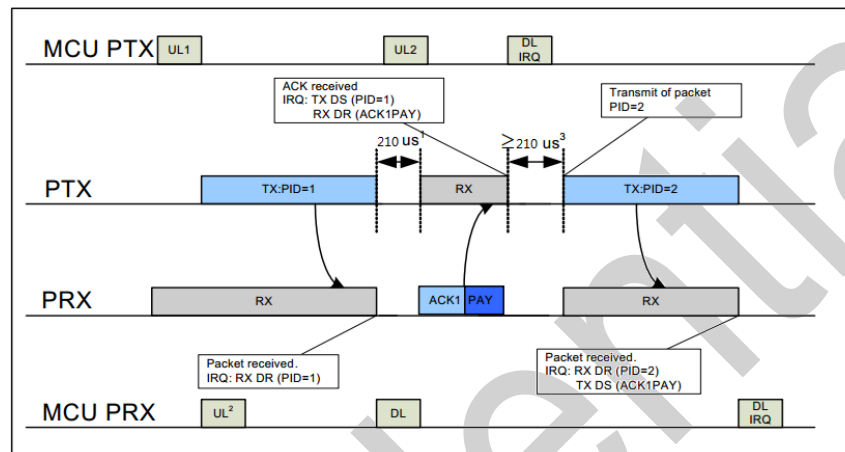 MCU PTX
UL1
UL2
DL
IRQ
ACK received
IRQ: TX DS (PID=1)
RX DR (ACK1PAY)
Transmit of packet
PID=2
210 us¹
≥210 us³
PTX
TX:PID=1
RX
TX:PID=2
PRX
RX
ACK1
PAY
RX
Packet received.
IRQ: RX DR (PID=1)
Packet received.
IRQ: RX DR (PID=2)
TX DS (ACK1PAY)
MCU PRX
UL²
DL
DL
IRQ